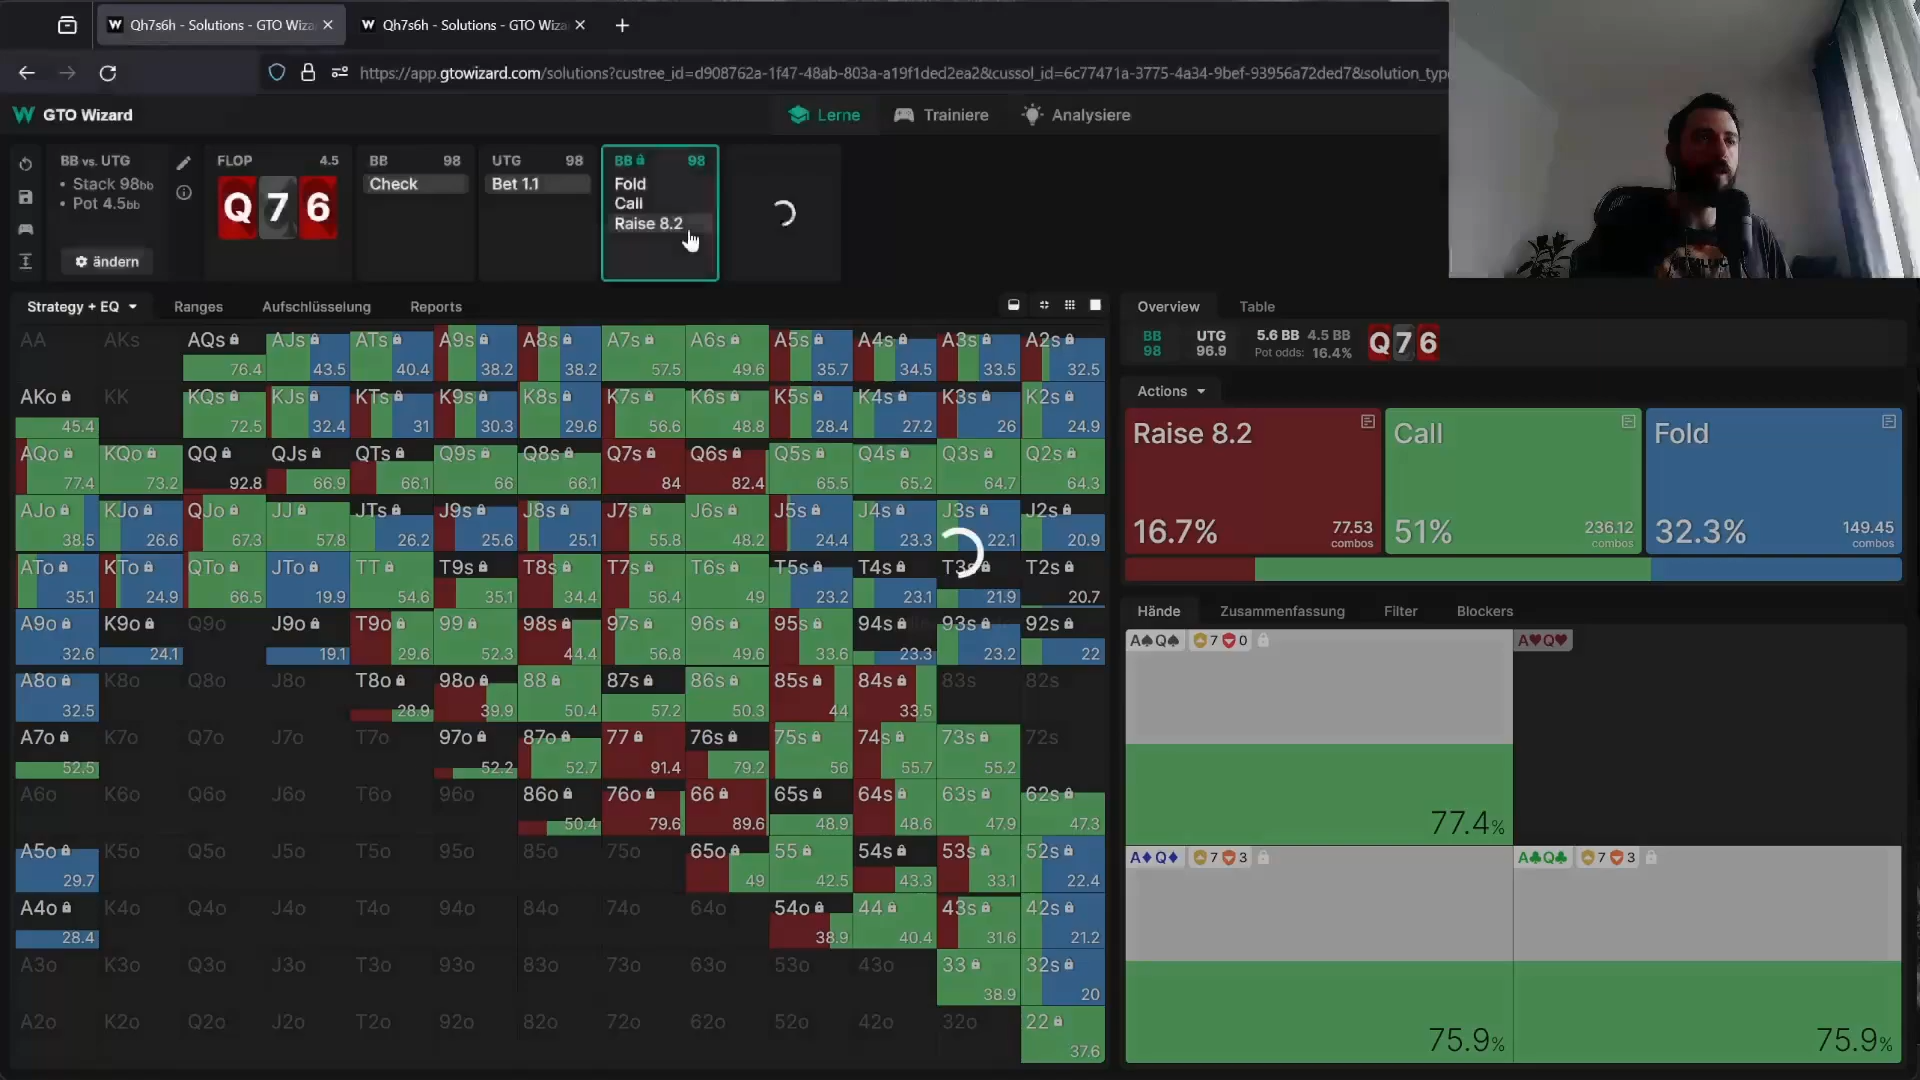 Qh7s6h - Solutions - GTO Wiza
Qh7s6h - Solutions - GTO Wiza
https://app.gtowizard.com/solutions?custree_id=d908762a-1f47-48ab-803a-a19f1ded2ea2&cussol_id=6c77471a-3775-4a34-9bef-93956a72ded7&solution_typ
W GTO Wizard
Lerne
Trainiere
Analysiere
BB vs. UTG
• Stack 98bb
• Pot 4.5bb
ändern
FLOP 4.5
Q 7 6
BB 98
Check
UTG 98
Bet 1.1
BB 98
Fold
Call
Raise 8.2
Strategy + EQ
Ranges
Aufschlüsselung
Reports
AA AKs AQs AJs ATs A9s A8s A7s A6s A5s A4s A3s A2s
76.4 43.5 40.4 38.2 38.2 57.5 49.6 35.7 34.5 33.5 32.5
AKo KK KQs KJs KTs K9s K8s K7s K6s K5s K4s K3s K2s
45.4 72.5 32.4 31 30.3 29.6 56.6 48.8 28.4 27.2 26 24.9
AQo KQo QQ QJs QTs Q9s Q8s Q7s Q6s Q5s Q4s Q3s Q2s
77.4 73.2 92.8 66.9 66.1 66 66.1 84 82.4 65.5 65.2 64.7 64.3
AJo KJo QJo JJ JTs J9s J8s J7s J6s J5s J4s J3s J2s
38.5 26.6 67.3 57.8 26.2 25.6 25.1 55.8 48.2 24.4 23.3 22.1 20.9
ATo KTo QTo JTo TT T9s T8s T7s T6s T5s T4s T3s T2s
35.1 24.9 66.5 19.9 54.6 35.1 34.4 56.4 49 23.2 23.1 21.9 20.7
A9o K9o Q9o J9o T9o 99 98s 97s 96s 95s 94s 93s 92s
32.6 24.1 19.1 29.6 52.3 44.4 56.8 49.6 33.6 23.3 23.2 22
A8o K8o Q8o J8o T8o 98o 88 87s 86s 85s 84s 83s 82s
32.5 28.9 39.9 50.4 57.2 50.3 44 33.5
A7o K7o Q7o J7o T7o 97o 87o 77 76s 75s 74s 73s 72s
52.5 52.2 52.7 91.4 79.2 56 55.7 55.2
A6o K6o Q6o J6o T6o 96o 86o 76o 66 65s 64s 63s 62s
50.4 79.6 89.6 48.9 48.6 47.9 47.3
A5o K5o Q5o J5o T5o 95o 85o 75o 65o 55 54s 53s 52s
29.7 49 42.5 43.3 33.1 22.4
A4o K4o Q4o J4o T4o 94o 84o 74o 64o 54o 44 43s 42s
28.4 38.9 40.4 31.6 21.2
A3o K3o Q3o J3o T3o 93o 83o 73o 63o 53o 43o 33 32s
38.9 20
A2o K2o Q2o J2o T2o 92o 82o 72o 62o 52o 42o 32o 22
37.6
Overview
Table
BB UTG 5.6 BB 4.5 BB
98 96.9 Pot odds: 16.4%
Q 7 6
Actions
Raise 8.2
16.7% 77.53 combos
Call
51% 236.12 combos
Fold
32.3% 149.45 combos
Hände
Zusammenfassung
Filter
Blockers
A♠Q♠ 7 0
77.4%
A♥Q♥
A♦Q♦ 7 3
75.9%
A♣Q♣ 7 3
75.9%